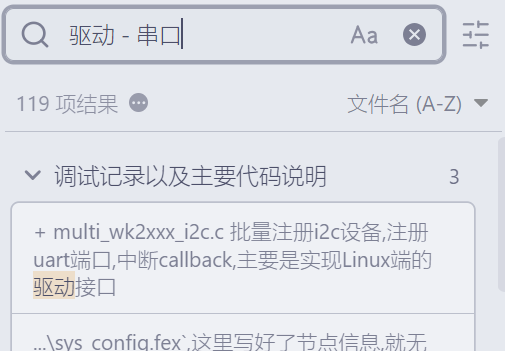 驱动 - 串口 Aa
119 项结果 文件名 (A-Z)
调试记录以及主要代码说明 3
+ multi_wk2xxx_i2c.c 批量注册i2c设备,注册
uart端口,中断callback,主要是实现Linux端的
驱动接口
...\sys_config.fex`,这里写好了节点信息,就无